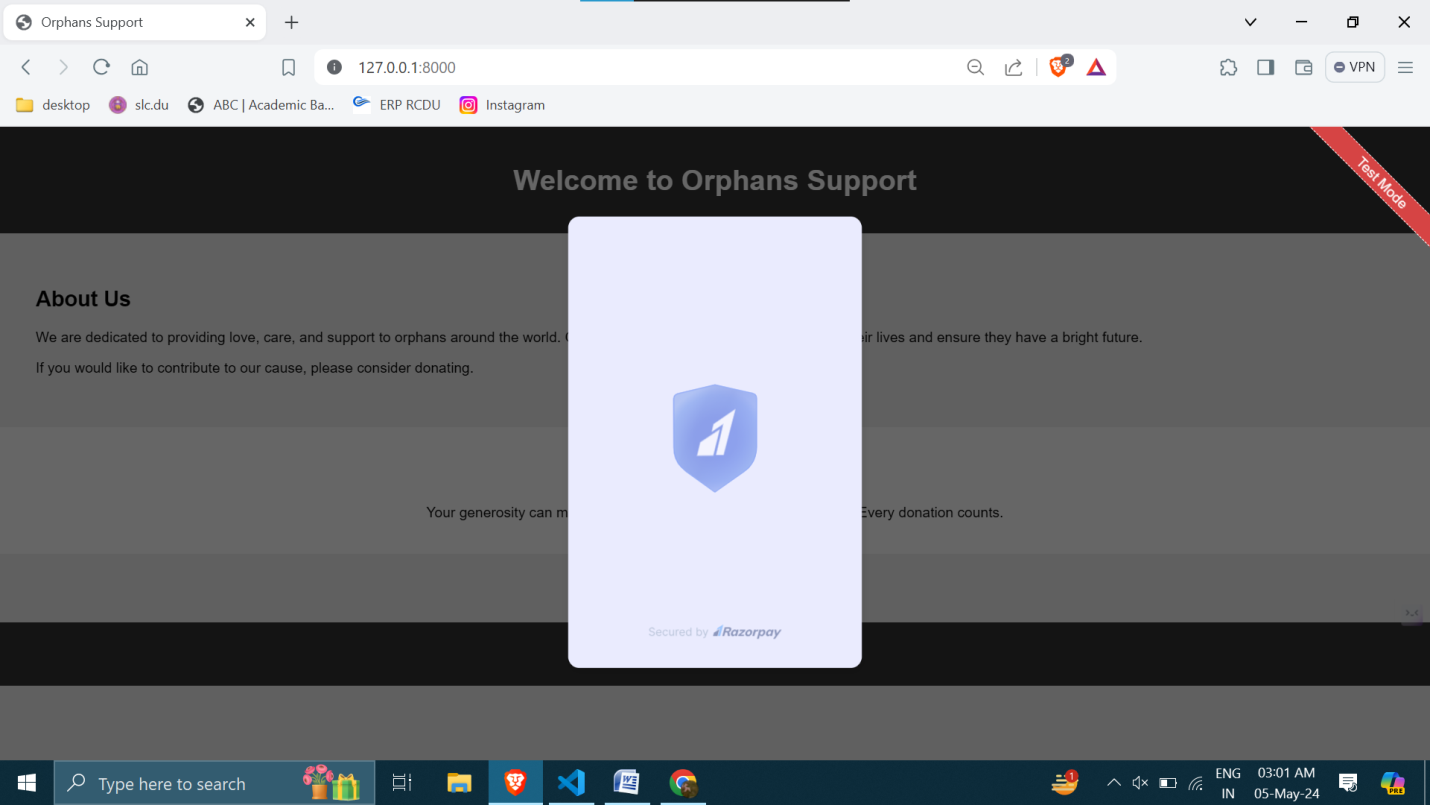 Orphans Support
127.0.0.1:8000
2
VPN
desktop
slc.du
ABC | Academic Ba...
ERP RCDU
Instagram
Test Mode
Welcome to Orphans Support
About Us
We are dedicated to providing love, care, and support to orphans around the world. eir lives and ensure they have a bright future.
If you would like to contribute to our cause, please consider donating.
Your generosity can m Every donation counts.
Secured by Razorpay
Type here to search
W
1
ENG
IN
03:01 AM
05-May-24
PRE